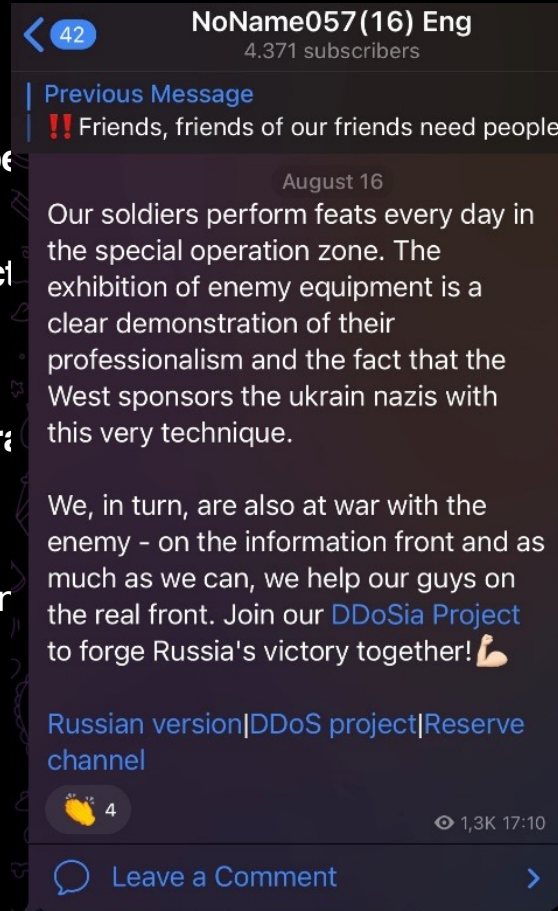 42
NoName057(16) Eng
4.371 subscribers
Previous Message
‼️Friends, friends of our friends need people
August 16
Our soldiers perform feats every day in
the special operation zone. The
exhibition of enemy equipment is a
clear demonstration of their
professionalism and the fact that the
West sponsors the ukrain nazis with
this very technique.
We, in turn, are also at war with the
enemy - on the information front and as
much as we can, we help our guys on
the real front. Join our DDoSia Project
to forge Russia's victory together!💪🏻
Russian version|DDoS project|Reserve
channel
👏 4
1,3K 17:10
Leave a Comment